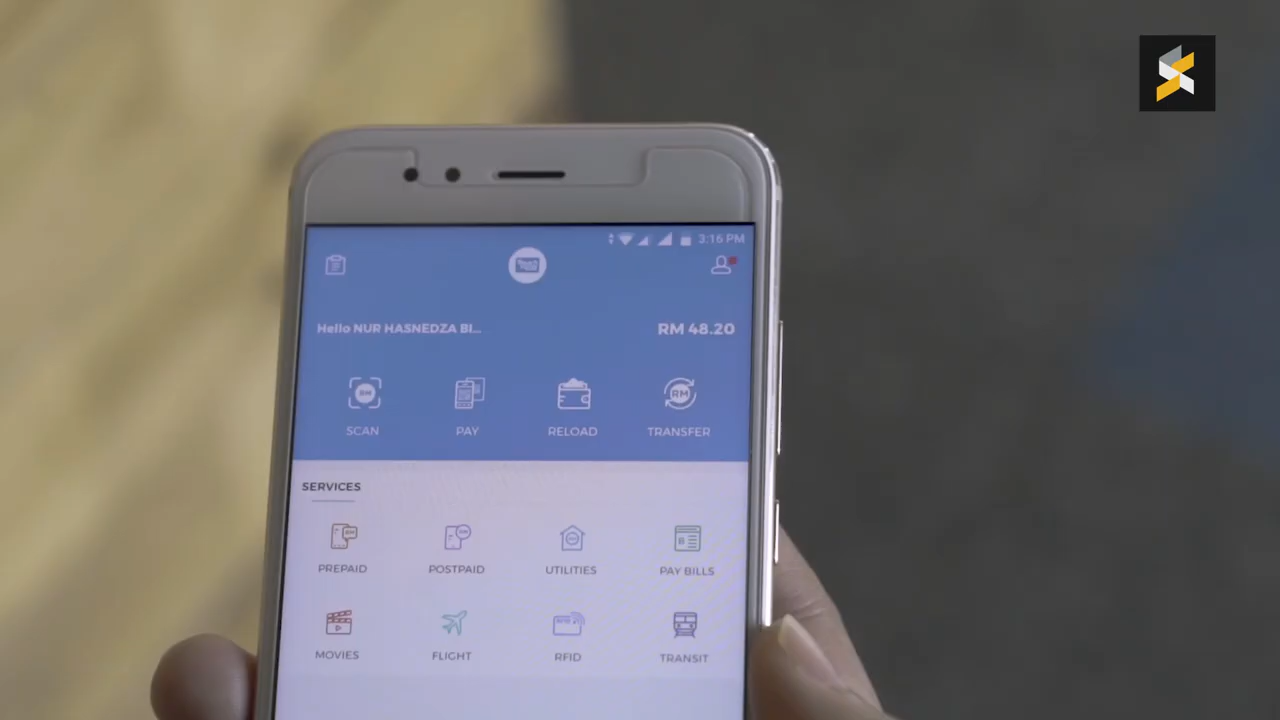 3:16 PM
Hello NUR HASNEDZA BI...
RM 48.20
SCAN PAY RELOAD TRANSFER
SERVICES
PREPAID POSTPAID UTILITIES PAY BILLS
MOVIES FLIGHT RFID TRANSIT